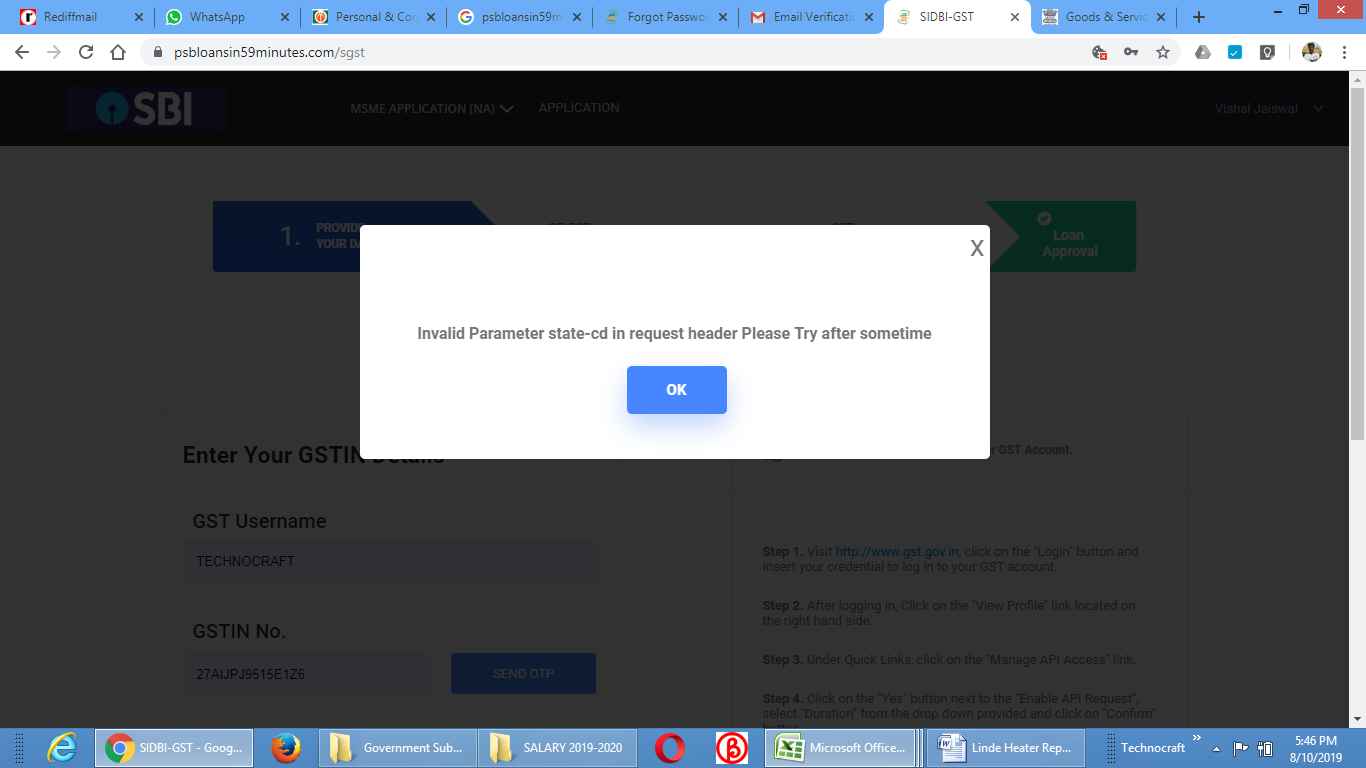 Rediffmail
WhatsApp
Personal & Cor
psbloansin59m
Forgot Passwor
Email Verificati
SIDBI-GST
Goods & Servic
psbloansin59minutes.com/sgst
SBI
MSME APPLICATION (NA)
APPLICATION
Vishal Jaiswal
1.
PROVIDE
YOUR DA
Loan
Approval
X
Invalid Parameter state-cd in request header Please Try after sometime
OK
Enter Your GSTIN Details
r GST Account.
GST Username
TECHNOCRAFT
GSTIN No.
27AIJPJ9515E1Z6
SEND OTP
Step 1. Visit http://www.gst.gov.in, click on the "Login" button and
Insert your credential to log in to your GST account.
Step 2. After logging in, Click on the "View Profile" link located on
the right hand side.
Step 3. Under Quick Links, click on the "Manage API Access" link.
Step 4. Click on the "Yes" button next to the "Enable API Request",
select "Duration" from the drop down provided and click on "Confirm"
SIDBI-GST - Goog...
Government Sub...
SALARY 2019-2020
Microsoft Office...
Linde Heater Rep...
Technocraft
5:46 PM
8/10/2019